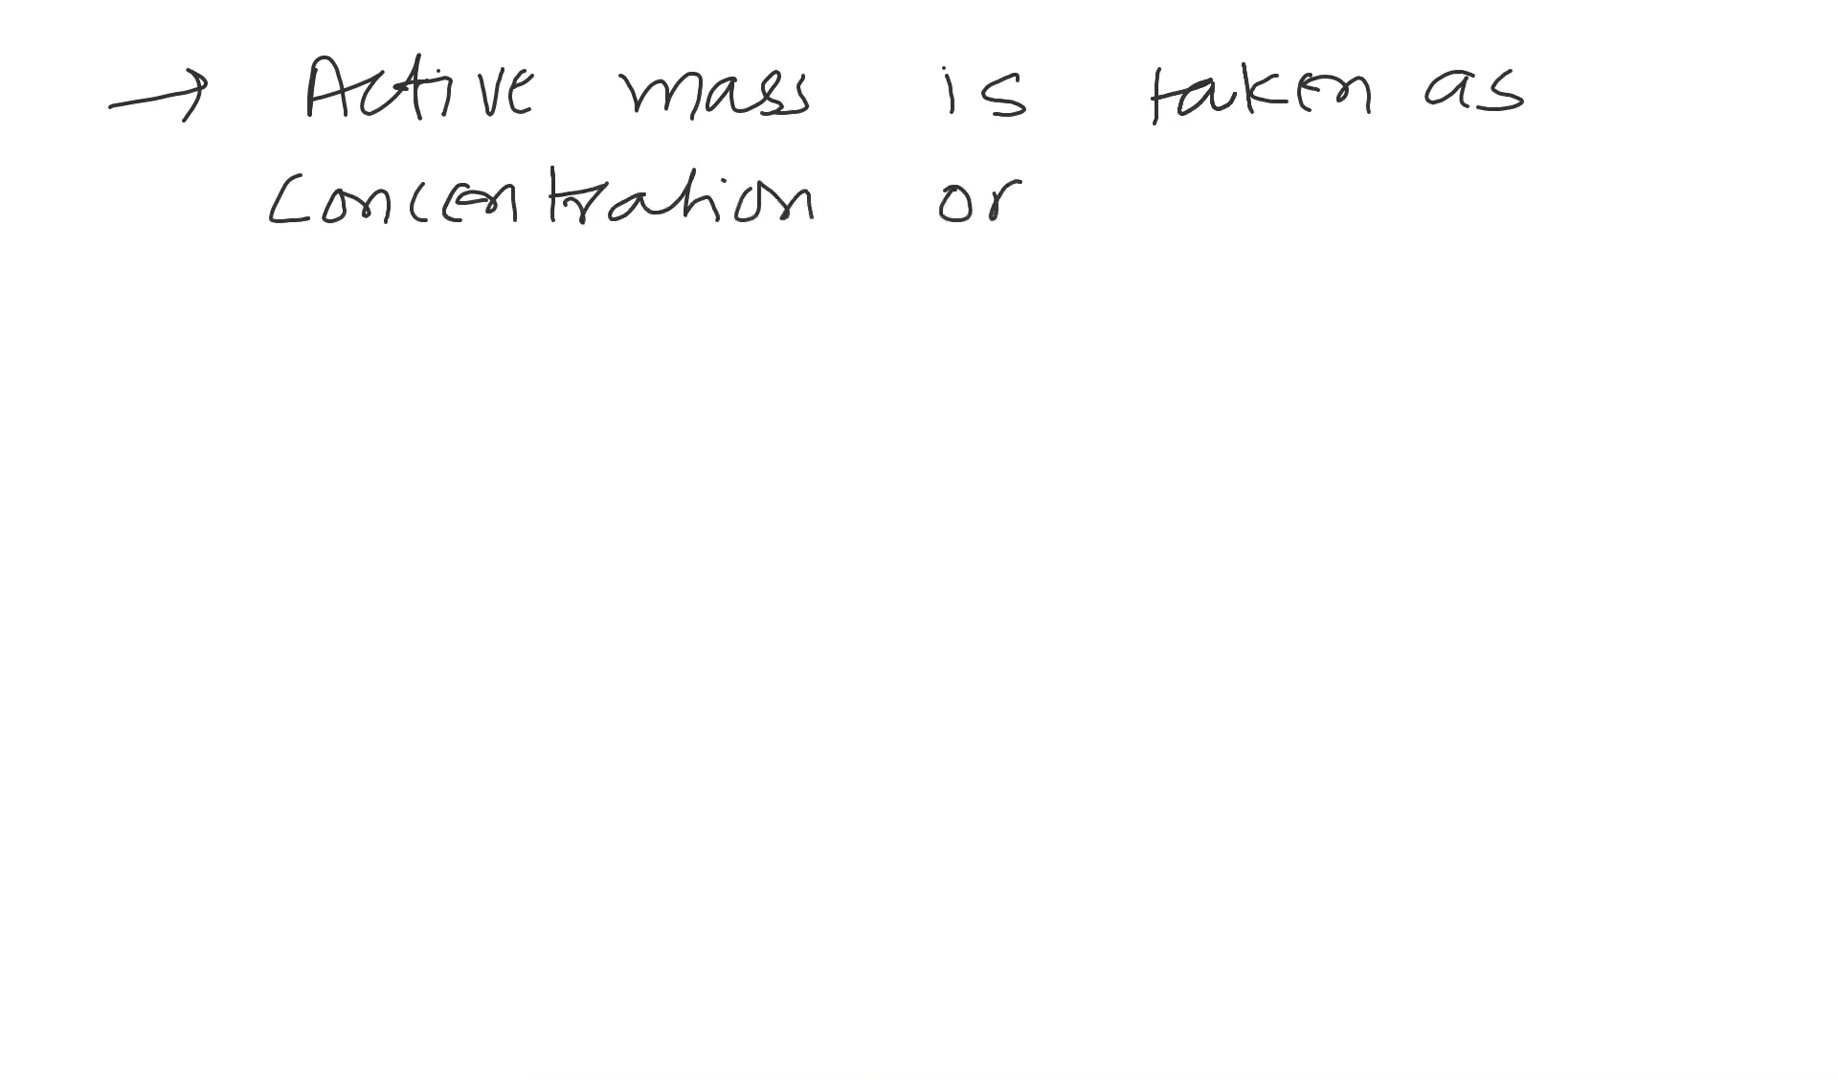 → Active mass is taken as
concentration or